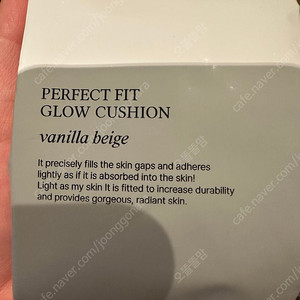 PERFECT FIT
GLOW CUSHION
vanilla beige
It precisely fills the skin gaps and adheres
lightly as if it is absorbed into the skin!
Light as my skin It is fitted to increase durability
and provides gorgeous, radiant skin.